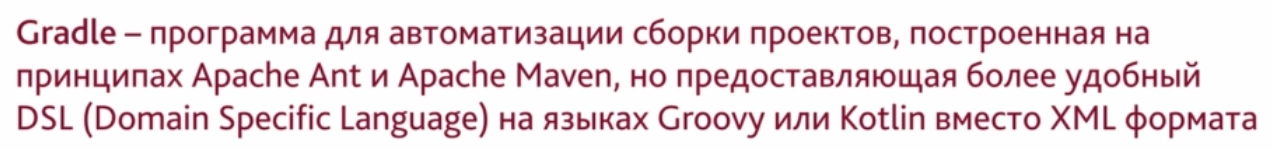 Gradle – программа для автоматизации сборки проектов, построенная на
принципах Apache Ant и Apache Maven, но предоставляющая более удобный
DSL (Domain Specific Language) на языках Groovy или Kotlin вместо XML формата